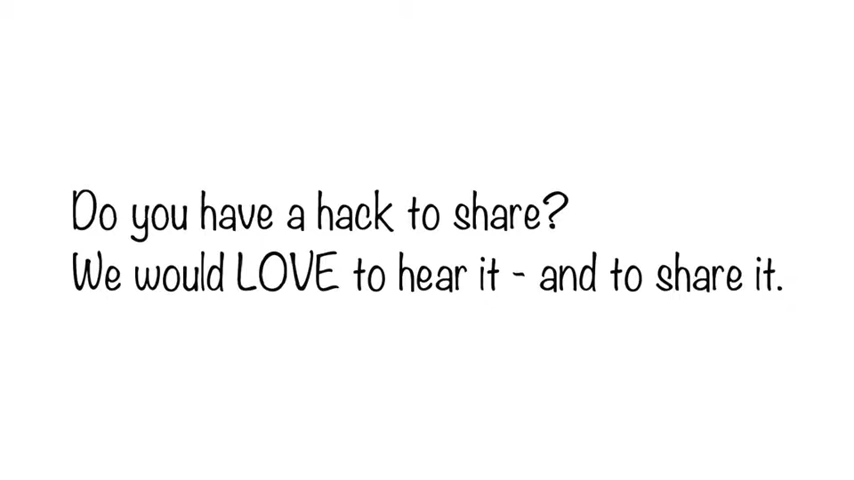 Do you have a hack to share?
We would LOVE to hear it - and to share it.